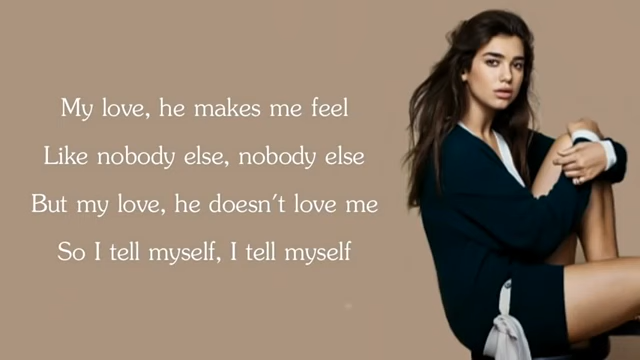 My love, he makes me feel
Like nobody else, nobody else
But my love, he doesn't love me
So I tell myself, I tell myself